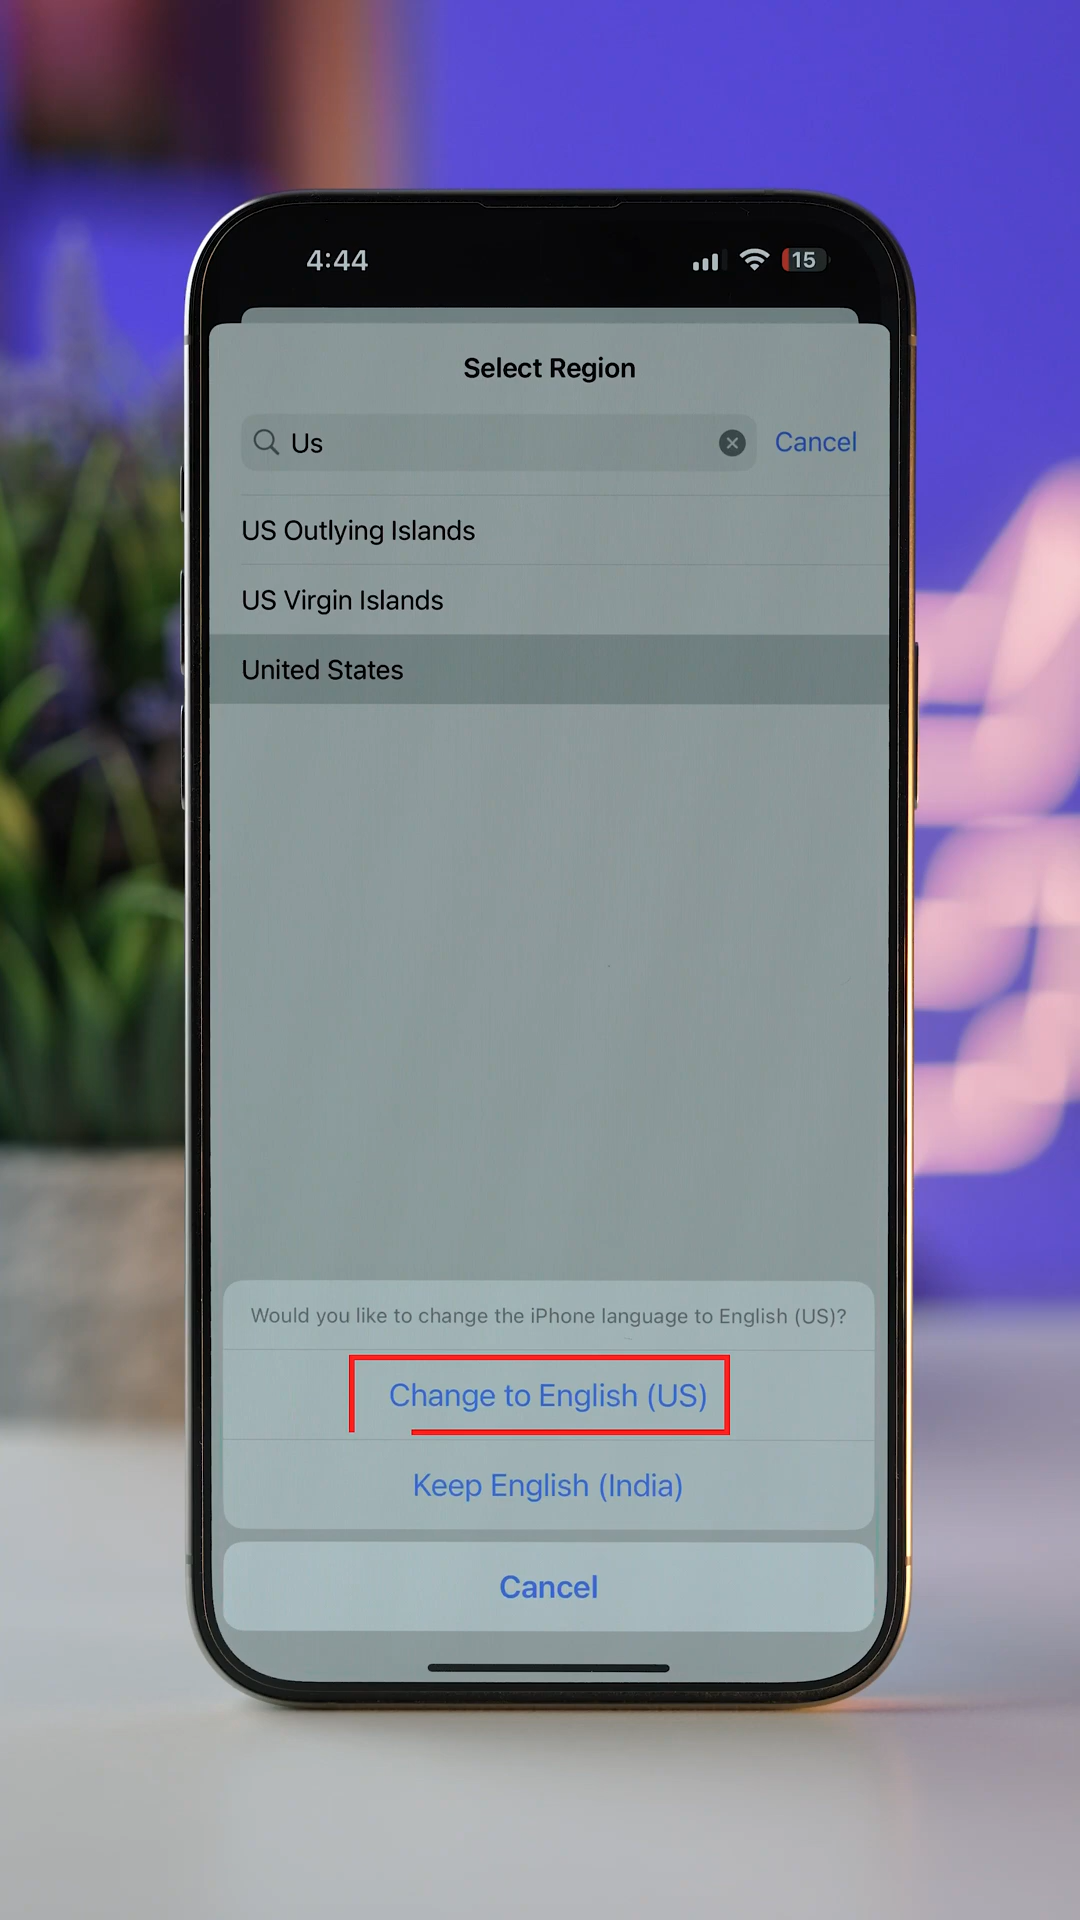 4:44
15
Select Region
Us
Cancel
US Outlying Islands
US Virgin Islands
United States
Would you like to change the iPhone language to English (US)?
Change to English (US)
Keep English (India)
Cancel